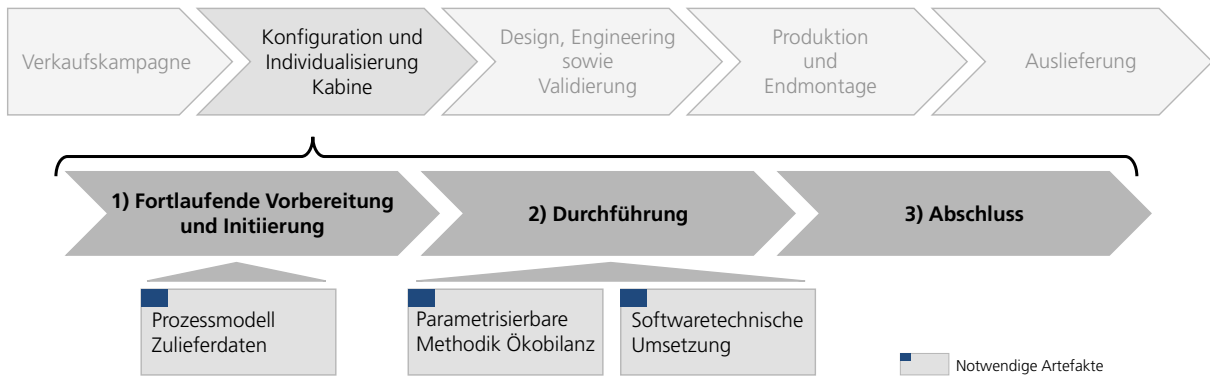 Verkaufskampagne
Konfiguration und
Individualisierung
Kabine
Design, Engineering
sowie
Validierung
Produktion
und
Endmontage
Auslieferung
1) Fortlaufende Vorbereitung
und Initiierung
2) Durchführung
3) Abschluss
Prozessmodell
Zulieferdaten
Parametrisierbare
Methodik Ökobilanz
Softwaretechnische
Umsetzung
Notwendige Artefakte